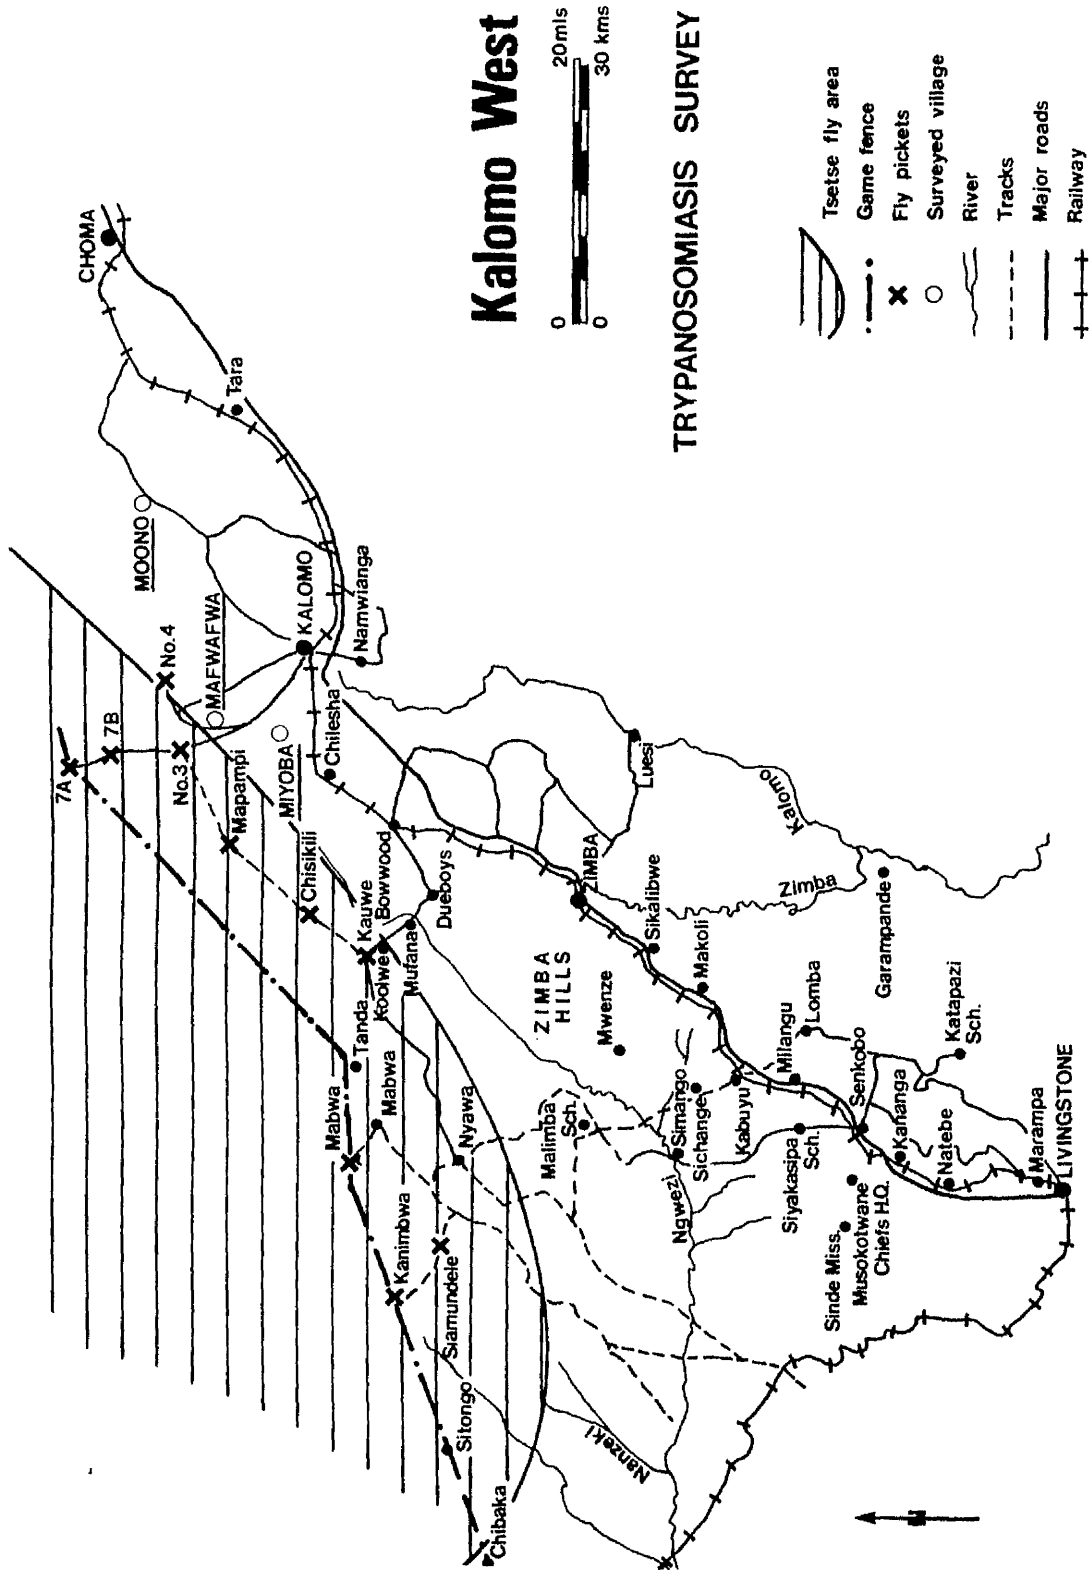 Kalomo West
0 20mls
0 30 kms
TRYPANOSOMIASIS SURVEY
Tsetse fly area
Game fence
Fly pickets
Surveyed village
River
Tracks
Major roads
Railway
CHOMA
Tara
MOONO
No.4
MAFWAFWA
KALOMO
Namwianga
7A
7B
No.3
Mapampi
MIYOBA
Chilesha
Chisikili
Kauwe
Bowwood
Koolwe
Mufana
Dueboys
Luesi
Kalomo
ZIMBA
Zimba
Sikalibwe
Garampande
Makoli
ZIMBA
HILLS
Mwenze
Tanda
Mabwa
Mabwa
Nyawa
Malimba
Sch.
Simango
Sichange
Ngwezi
Kabuyu
Milangu
Lomba
Katapazi
Sch.
Senkobo
Siyakasipa
Sch.
Kananga
Natebe
Marampa
LIVINGSTONE
Musokotwane
Chiefs H.Q.
Sinde Miss.
Kanimbwa
Siamundele
Sitongo
Chibaka
Nanzeki
N